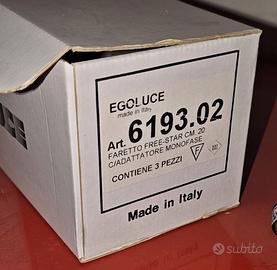 EGOLUCE
made in Italy
Art. 6193.02
FARETTO FREE-STAR CM. 20
C/ADATTATORE MONOFASE
CONTIENE 3 PEZZI
F
Made in Italy
subito